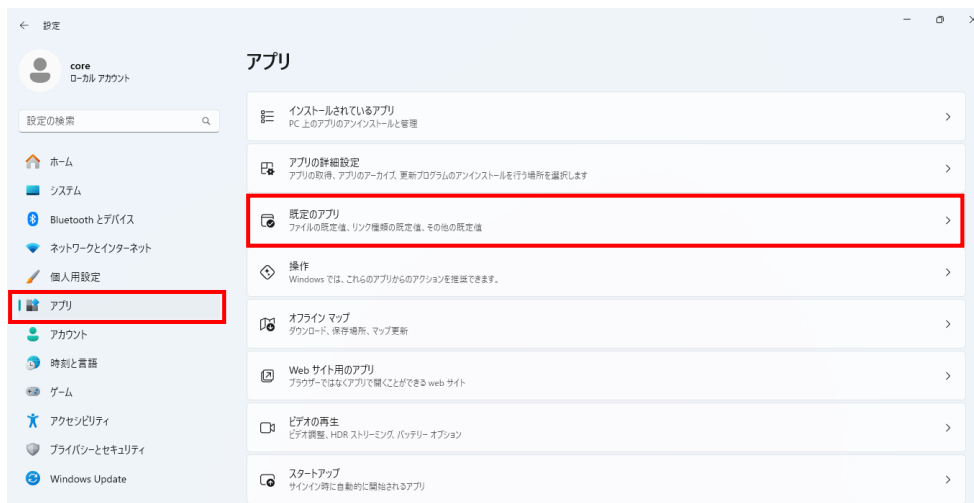 設定
core
ローカル アカウント
設定の検索
ホーム
システム
Bluetooth とデバイス
ネットワークとインターネット
個人用設定
アプリ
アカウント
時刻と言語
ゲーム
アクセシビリティ
プライバシーとセキュリティ
Windows Update
アプリ
インストールされているアプリ
PC 上のアプリのアンインストールと管理
アプリの詳細設定
アプリの取得、アプリのアーカイブ、更新プログラムのアンインストールを行う場所を選択します
既定のアプリ
ファイルの既定値、リンク種類の既定値、その他の既定値
操作
Windows では、これらのアプリからのアクションを推奨できます。
オフライン マップ
ダウンロード、保存場所、マップ更新
Web サイト用のアプリ
ブラウザーではなくアプリで開くことができる web サイト
ビデオの再生
ビデオ調整、HDR ストリーミング、バッテリー オプション
スタートアップ
サインイン時に自動的に開始されるアプリ